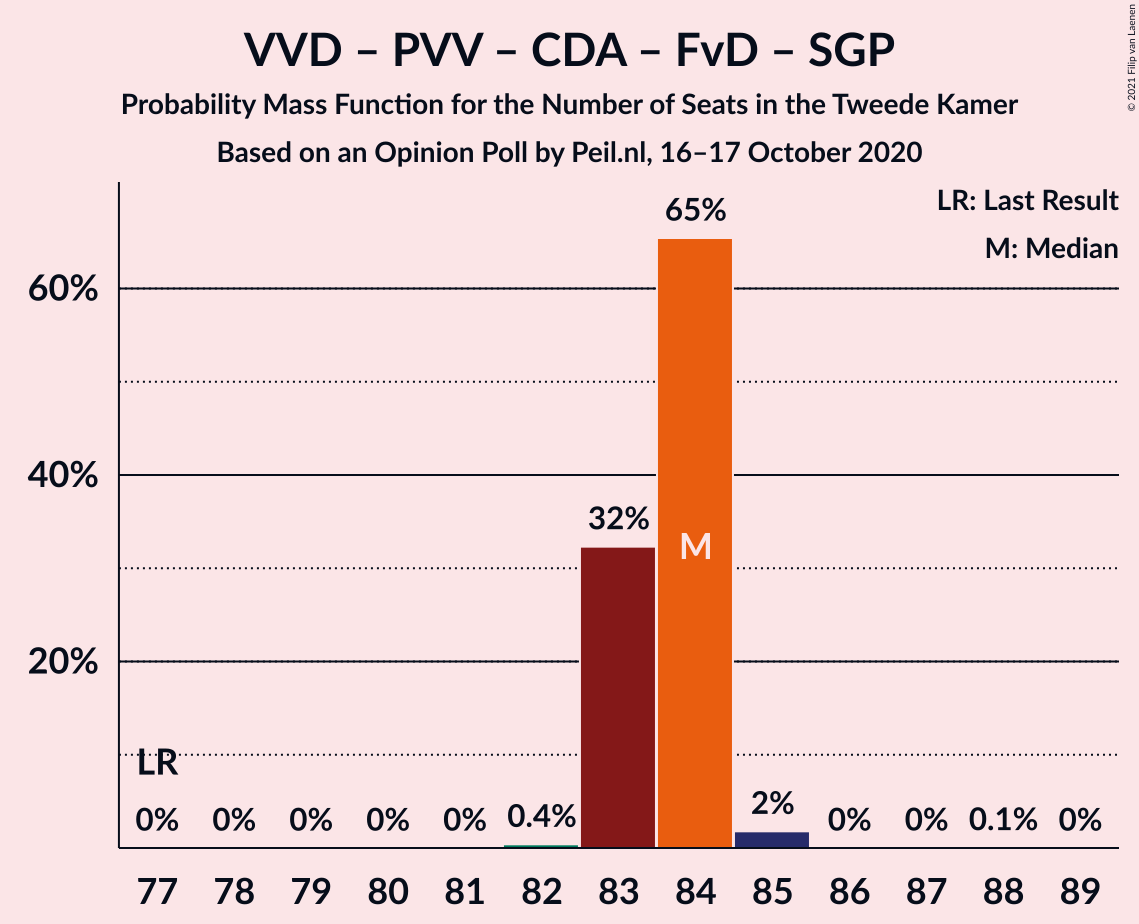 VVD – PVV – CDA – FvD – SGP
Probability Mass Function for the Number of Seats in the Tweede Kamer
Based on an Opinion Poll by Peil.nl, 16–17 October 2020
© 2021 Filip van Laenen
LR: Last Result
M: Median
65%
60%
40%
32%
M
20%
LR
0% 0% 0% 0% 0% 0.4% 2% 0% 0% 0.1% 0%
77 78 79 80 81 82 83 84 85 86 87 88 89